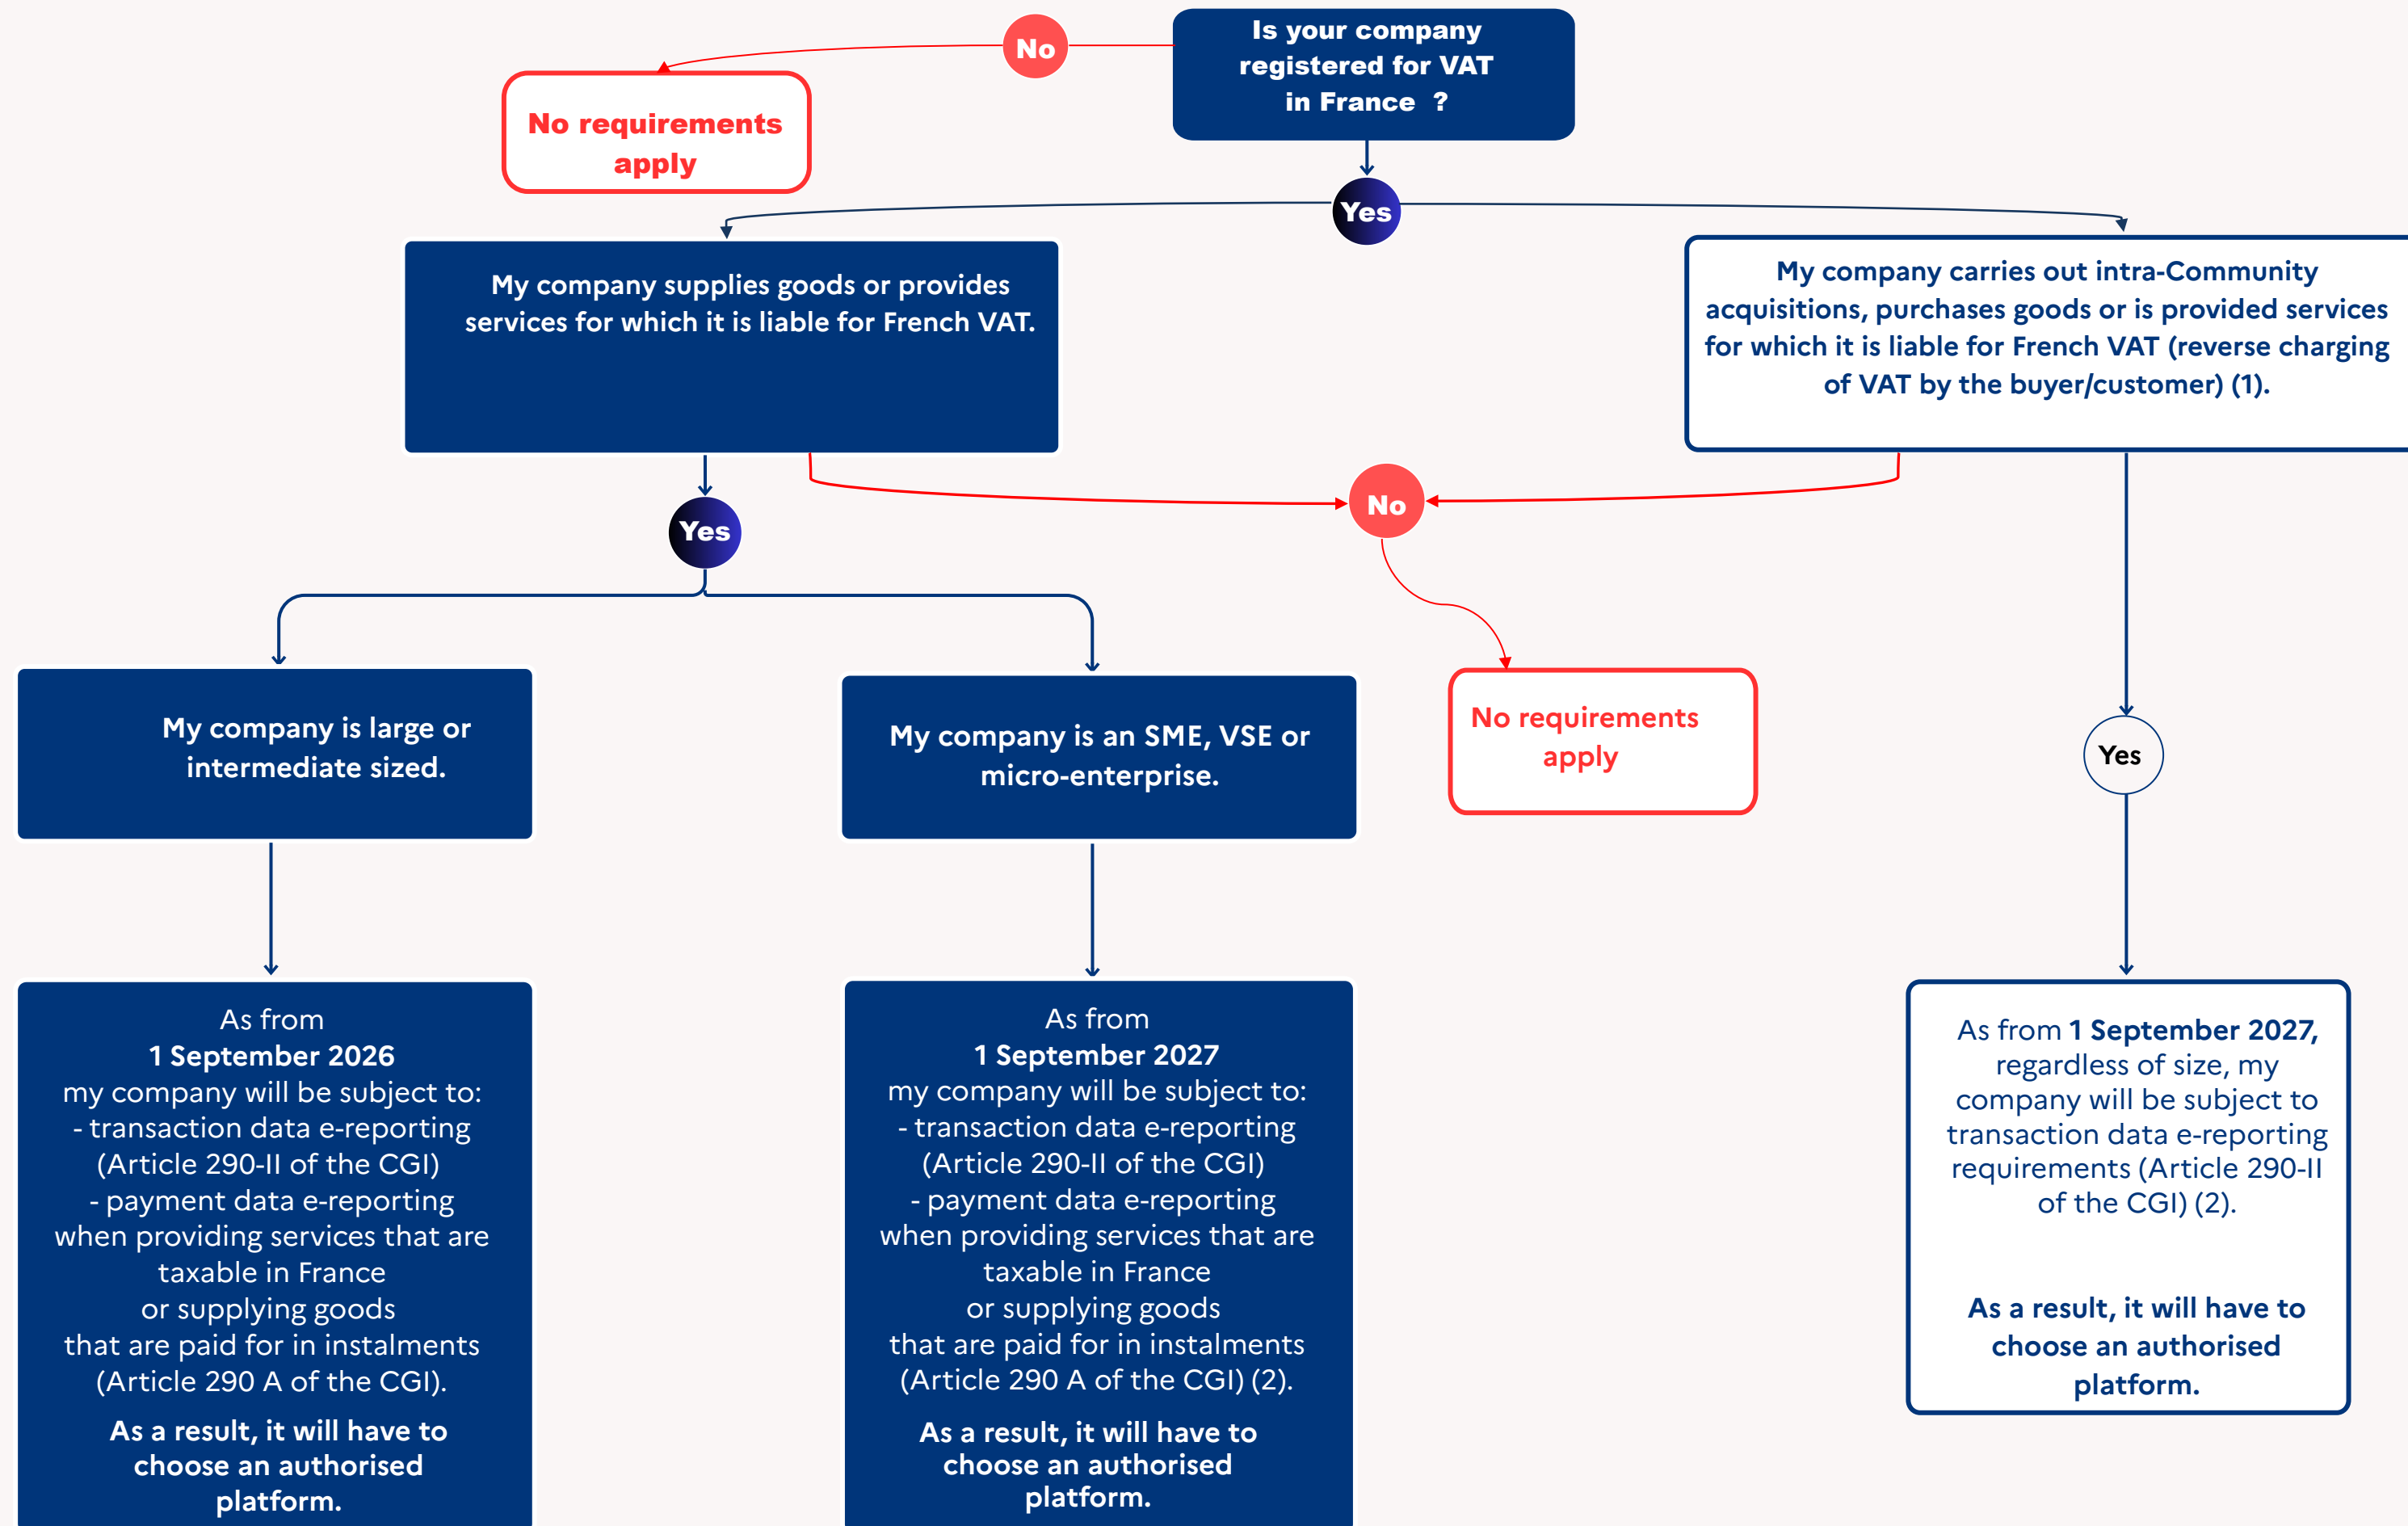 Is your company
registered for VAT
in France  ?
No
No requirements
apply
Yes
My company supplies goods or provides
services for which it is liable for French VAT.
My company carries out intra-Community
acquisitions, purchases goods or is provided services
for which it is liable for French VAT (reverse charging
of VAT by the buyer/customer) (1).
No
Yes
My company is large or
intermediate sized.
My company is an SME, VSE or
micro-enterprise.
No requirements
apply
Yes
As from
1 September 2026
my company will be subject to:
- transaction data e-reporting
(Article 290-II of the CGI)
- payment data e-reporting
when providing services that are
taxable in France
or supplying goods
that are paid for in instalments
(Article 290 A of the CGI).
As a result, it will have to
choose an authorised
platform.
As from
1 September 2027
my company will be subject to:
- transaction data e-reporting
(Article 290-II of the CGI)
- payment data e-reporting
when providing services that are
taxable in France
or supplying goods
that are paid for in instalments
(Article 290 A of the CGI) (2).
As a result, it will have to
choose an authorised
platform.
As from 1 September 2027,
regardless of size, my
company will be subject to
transaction data e-reporting
requirements (Article 290-II
of the CGI) (2).
As a result, it will have to
choose an authorised
platform.